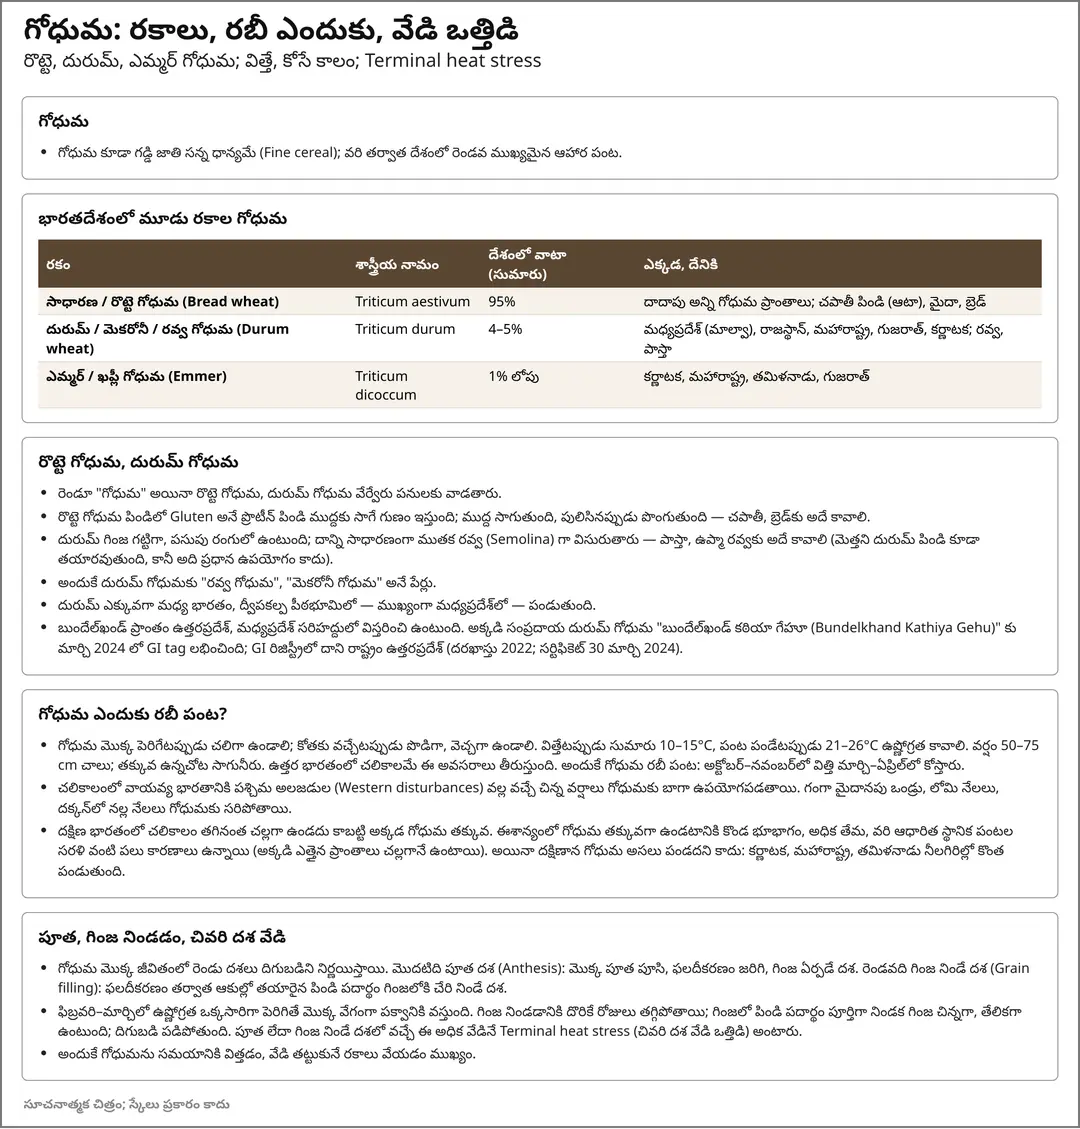 గోధుమ: రకాలు, రబీ ఎందుకు, వేడి ఒత్తిడి
రొట్టె, దురుమ్, ఎమ్మర్ గోధుమ; విత్తే, కోసే కాలం; Terminal heat stress
గోధుమ
• గోధుమ కూడా గడ్డి జాతి సన్న ధాన్యమే (Fine cereal); వరి తర్వాత దేశంలో రెండవ ముఖ్యమైన ఆహార పంట.
భారతదేశంలో మూడు రకాల గోధుమ
రకం శాస్త్రీయ నామం దేశంలో వాటా (సుమారు) ఎక్కడ, దేనికి
సాధారణ / రొట్టె గోధుమ (Bread wheat) Triticum aestivum 95% దాదాపు అన్ని గోధుమ ప్రాంతాలు; చపాతీ పిండి (ఆటా), మైదా, బ్రెడ్
దురుమ్ / మెకరోనీ / రవ్వ గోధుమ (Durum wheat) Triticum durum 4–5% మధ్యప్రదేశ్ (మాల్వా), రాజస్థాన్, మహారాష్ట్ర, గుజరాత్, కర్ణాటక; రవ్వ, పాస్తా
ఎమ్మర్ / ఖప్లీ గోధుమ (Emmer) Triticum dicoccum 1% లోపు కర్ణాటక, మహారాష్ట్ర, తమిళనాడు, గుజరాత్
రొట్టె గోధుమ, దురుమ్ గోధుమ
• రెండూ "గోధుమ" అయినా రొట్టె గోధుమ, దురుమ్ గోధుమ వేర్వేరు పనులకు వాడతారు.
• రొట్టె గోధుమ పిండిలో Gluten అనే ప్రొటీన్ పిండి ముద్దకు సాగే గుణం ఇస్తుంది; ముద్ద సాగుతుంది, పులిసినప్పుడు పొంగుతుంది — చపాతీ, బ్రెడ్‌కు అదే కావాలి.
• దురుమ్ గింజ గట్టిగా, పసుపు రంగులో ఉంటుంది; దాన్ని సాధారణంగా ముతక రవ్వ (Semolina) గా విసురుతారు — పాస్తా, ఉప్మా రవ్వకు అదే కావాలి (మెత్తని దురుమ్ పిండి కూడా
తయారవుతుంది, కానీ అది ప్రధాన ఉపయోగం కాదు).
• అందుకే దురుమ్ గోధుమకు "రవ్వ గోధుమ", "మెకరోనీ గోధుమ" అనే పేర్లు.
• దురుమ్ ఎక్కువగా మధ్య భారతం, ద్వీపకల్ప పీఠభూమిలో — ముఖ్యంగా మధ్యప్రదేశ్‌లో — పండుతుంది.
• బుందేల్‌ఖండ్ ప్రాంతం ఉత్తరప్రదేశ్, మధ్యప్రదేశ్ సరిహద్దులో విస్తరించి ఉంటుంది. అక్కడి సంప్రదాయ దురుమ్ గోధుమ "బుందేల్‌ఖండ్ కఠియా గేహూ (Bundelkhand Kathiya Gehu)" కు
మార్చి 2024 లో GI tag లభించింది; GI రిజిస్ట్రీలో దాని రాష్ట్రం ఉత్తరప్రదేశ్ (దరఖాస్తు 2022; సర్టిఫికెట్ 30 మార్చి 2024).
గోధుమ ఎందుకు రబీ పంట?
• గోధుమ మొక్క పెరిగేటప్పుడు చలిగా ఉండాలి; కోతకు వచ్చేటప్పుడు పొడిగా, వెచ్చగా ఉండాలి. విత్తేటప్పుడు సుమారు 10–15°C, పంట పండేటప్పుడు 21–26°C ఉష్ణోగ్రత కావాలి. వర్షం 50–75
cm చాలు; తక్కువ ఉన్నచోట సాగునీరు. ఉత్తర భారతంలో చలికాలమే ఈ అవసరాలు తీరుస్తుంది. అందుకే గోధుమ రబీ పంట: అక్టోబర్–నవంబర్‌లో విత్తి మార్చి–ఏప్రిల్‌లో కోస్తారు.
• చలికాలంలో వాయవ్య భారతానికి పశ్చిమ అలజడుల (Western disturbances) వల్ల వచ్చే చిన్న వర్షాలు గోధుమకు బాగా ఉపయోగపడతాయి. గంగా మైదానపు ఒండ్రు, లోమి నేలలు,
దక్కన్‌లో నల్ల నేలలు గోధుమకు సరిపోతాయి.
• దక్షిణ భారతంలో చలికాలం తగినంత చల్లగా ఉండదు కాబట్టి అక్కడ గోధుమ తక్కువ. ఈశాన్యంలో గోధుమ తక్కువగా ఉండటానికి కొండ భూభాగం, అధిక తేమ, వరి ఆధారిత స్థానిక పంటల
సరళి వంటి పలు కారణాలు ఉన్నాయి (అక్కడి ఎత్తైన ప్రాంతాలు చల్లగానే ఉంటాయి). అయినా దక్షిణాన గోధుమ అసలు పండదని కాదు: కర్ణాటక, మహారాష్ట్ర, తమిళనాడు నీలగిరిల్లో కొంత
పండుతుంది.
పూత, గింజ నిండడం, చివరి దశ వేడి
• గోధుమ మొక్క జీవితంలో రెండు దశలు దిగుబడిని నిర్ణయిస్తాయి. మొదటిది పూత దశ (Anthesis): మొక్క పూత పూసి, ఫలదీకరణం జరిగి, గింజ ఏర్పడే దశ. రెండవది గింజ నిండే దశ (Grain
filling): ఫలదీకరణం తర్వాత ఆకుల్లో తయారైన పిండి పదార్థం గింజలోకి చేరి నిండే దశ.
• ఫిబ్రవరి–మార్చిలో ఉష్ణోగ్రత ఒక్కసారిగా పెరిగితే మొక్క వేగంగా పక్వానికి వస్తుంది. గింజ నిండడానికి దొరికే రోజులు తగ్గిపోతాయి; గింజలో పిండి పదార్థం పూర్తిగా నిండక గింజ చిన్నగా, తేలికగా
ఉంటుంది; దిగుబడి పడిపోతుంది. పూత లేదా గింజ నిండే దశలో వచ్చే ఈ అధిక వేడినే Terminal heat stress (చివరి దశ వేడి ఒత్తిడి) అంటారు.
• అందుకే గోధుమను సమయానికి విత్తడం, వేడి తట్టుకునే రకాలు వేయడం ముఖ్యం.
సూచనాత్మక చిత్రం; స్కేలు ప్రకారం కాదు